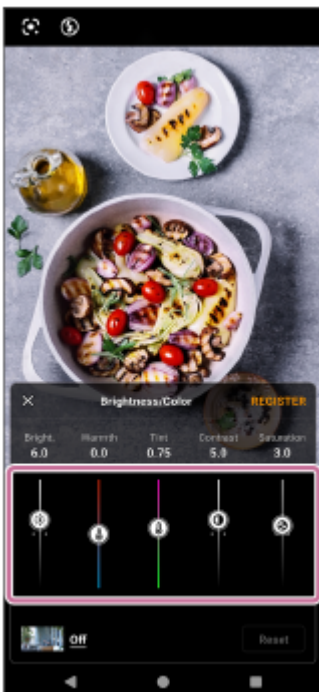 Brightness/Color REGISTER
Bright. Warmth Tint Contrast Saturation
6.0 0.0 0.75 5.0 3.0
Off Reset